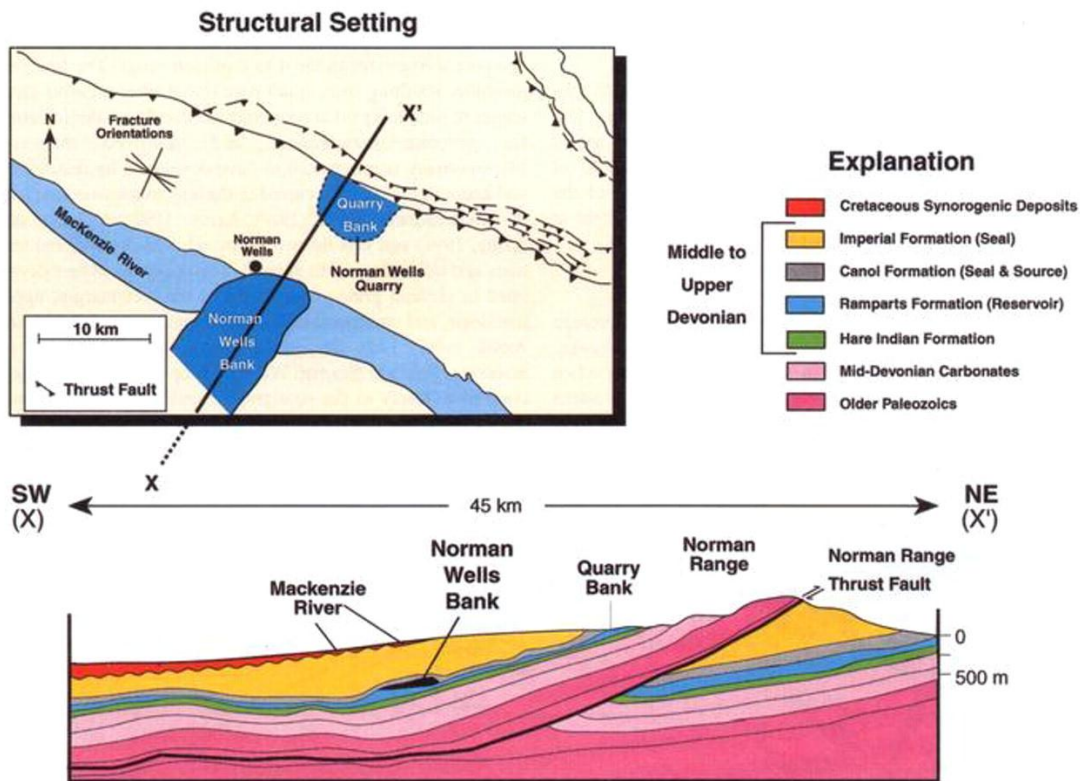 Structural Setting
N
Fracture
Orientations
X'
MacKenzie River
Quarry
Bank
Norman
Wells
Norman Wells
Quarry
Norman
Wells
Bank
10 km
Thrust Fault
X
Explanation
Cretaceous Synorogenic Deposits
Middle to
Upper
Devonian
Imperial Formation (Seal)
Canol Formation (Seal & Source)
Ramparts Formation (Reservoir)
Hare Indian Formation
Mid-Devonian Carbonates
Older Paleozoics
SW
(X)
45 km
NE
(X')
Mackenzie
River
Norman
Wells
Bank
Quarry
Bank
Norman
Range
Norman Range
Thrust Fault
0
500 m